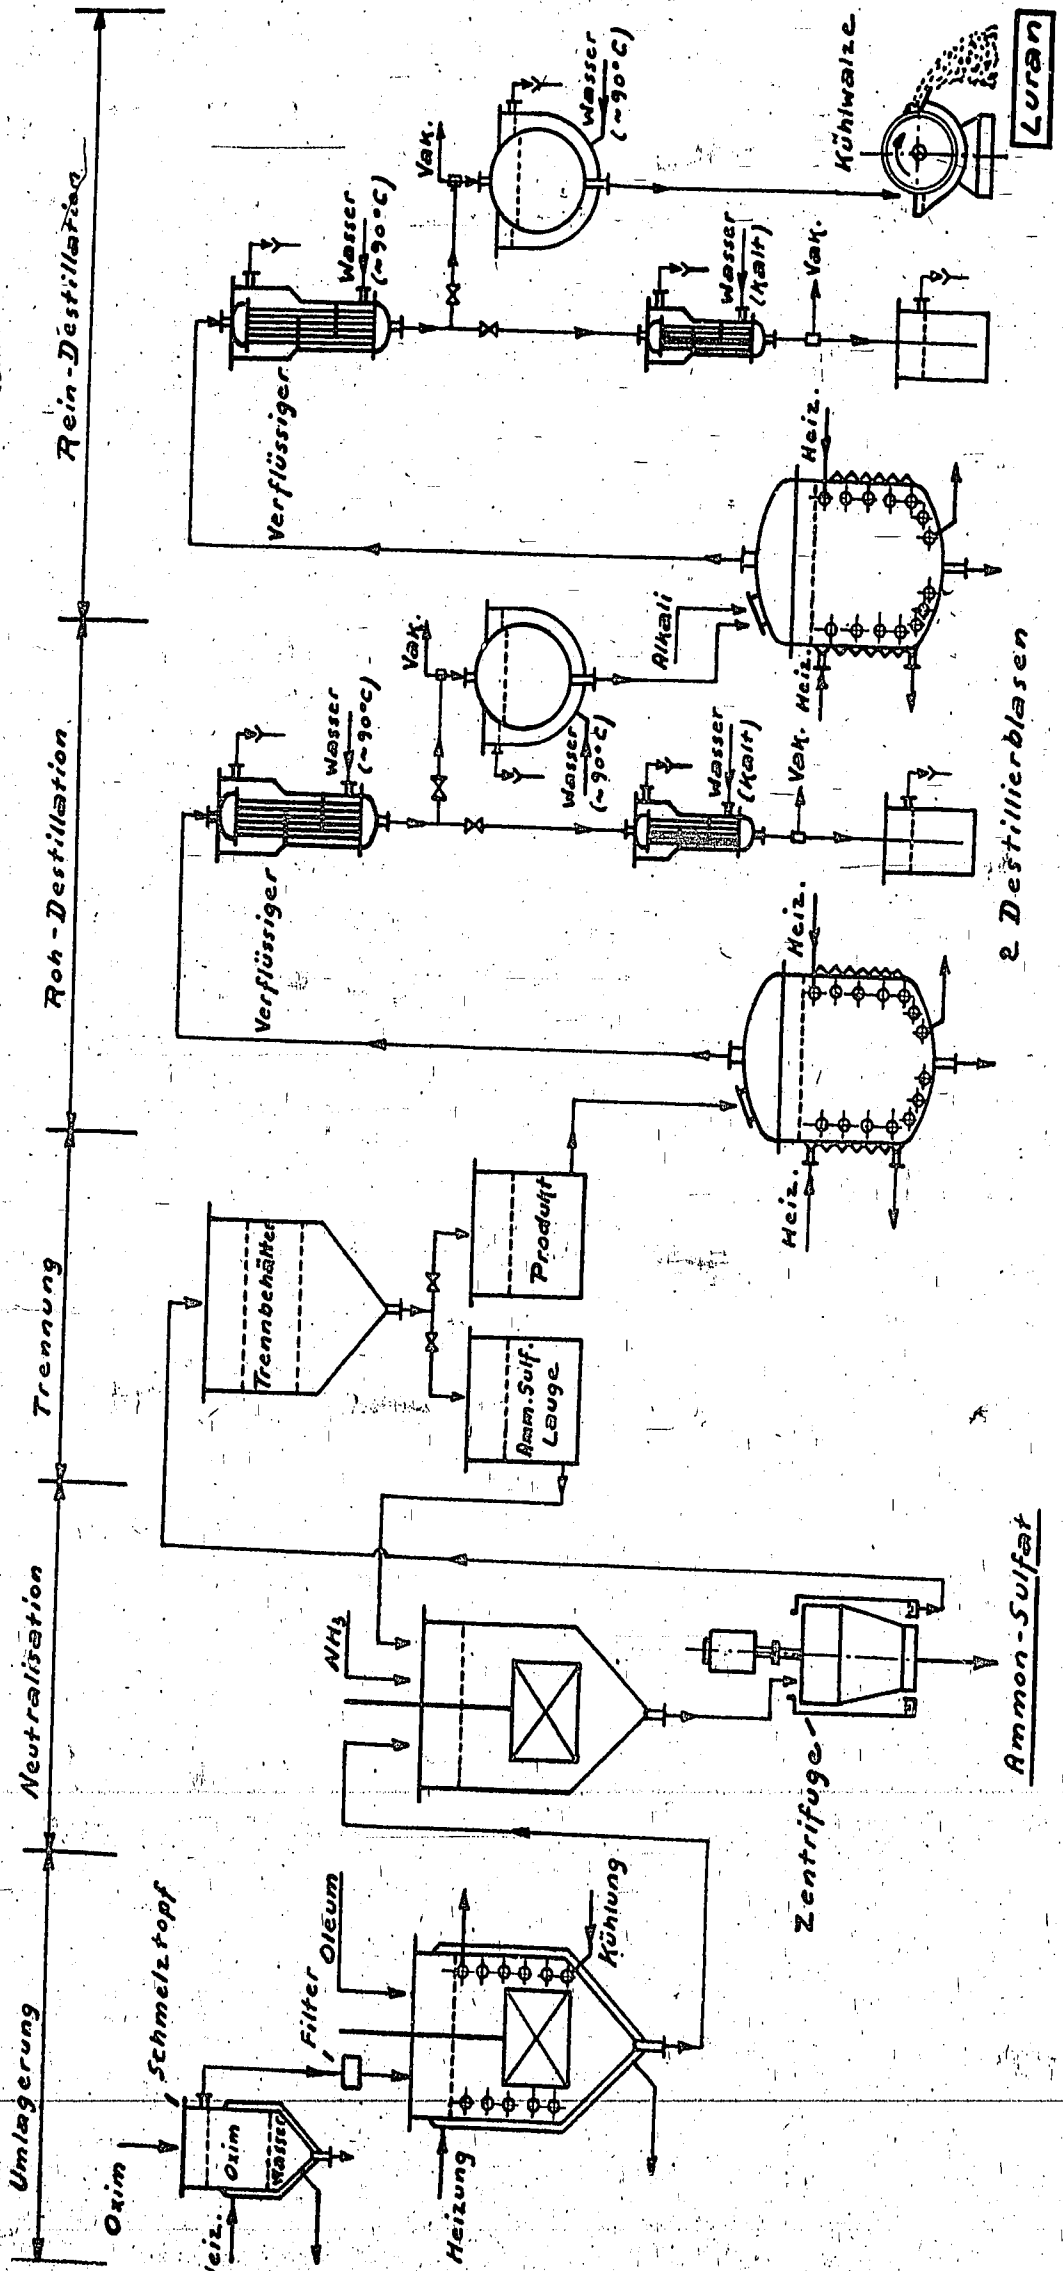 Umlagerung
Neutralisation
Trennung
Roh-Destillation
Rein-Destillation
Oxim
Schmelztopf
Oxim
Wasser
eiz.
Filter
Oleum
Heizung
Kühlung
NH3
Zentrifuge
Ammon-Sulfat
Trennbehälter
Amm.Sulf.
Lauge
Produkt
Verflüssiger
Wasser
(~90°C)
Vak.
Wasser
(~90°C)
Wasser
(Kalt)
Vak.
Heiz.
Heiz.
Alkali
2 Destillierblasen
Verflüssiger
Wasser
(~90°C)
Vak.
Wasser
(~90°C)
Wasser
(Kalt)
Vak.
Heiz.
Heiz.
Kühlwalze
Luran